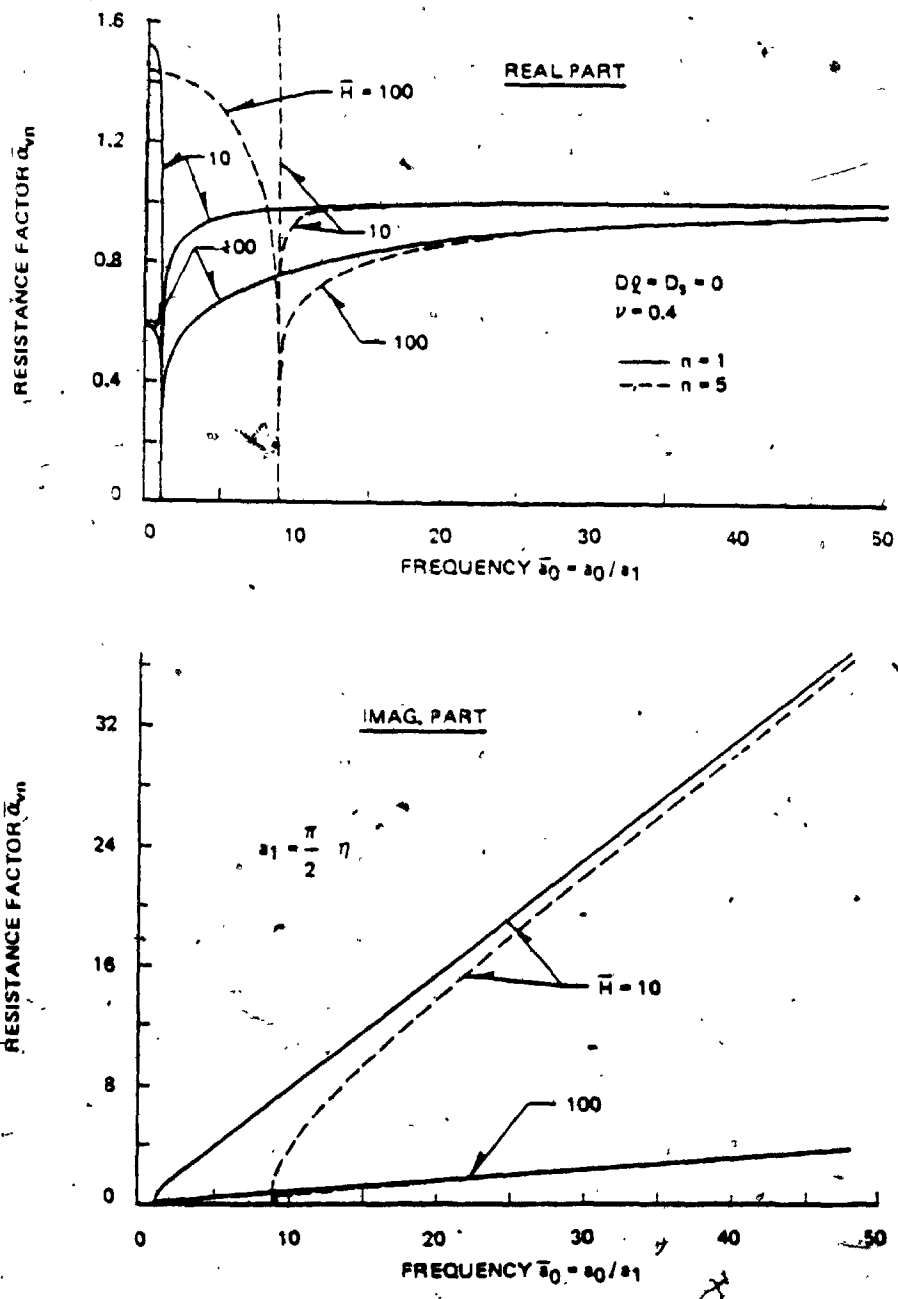 REAL PART
RESISTANCE FACTOR ᾱvn
1.6
1.2
0.8
0.4
0
H̄ = 100
10
100
10
100
Dℓ = Ds = 0
ν = 0.4
n = 1
n = 5
0
10
20
30
40
50
FREQUENCY ā0 = a0/a1
IMAG. PART
RESISTANCE FACTOR ᾱvn
32
24
16
8
0
a1 = π/2 η
H̄ = 10
100
0
10
20
30
40
50
FREQUENCY ā0 = a0/a1